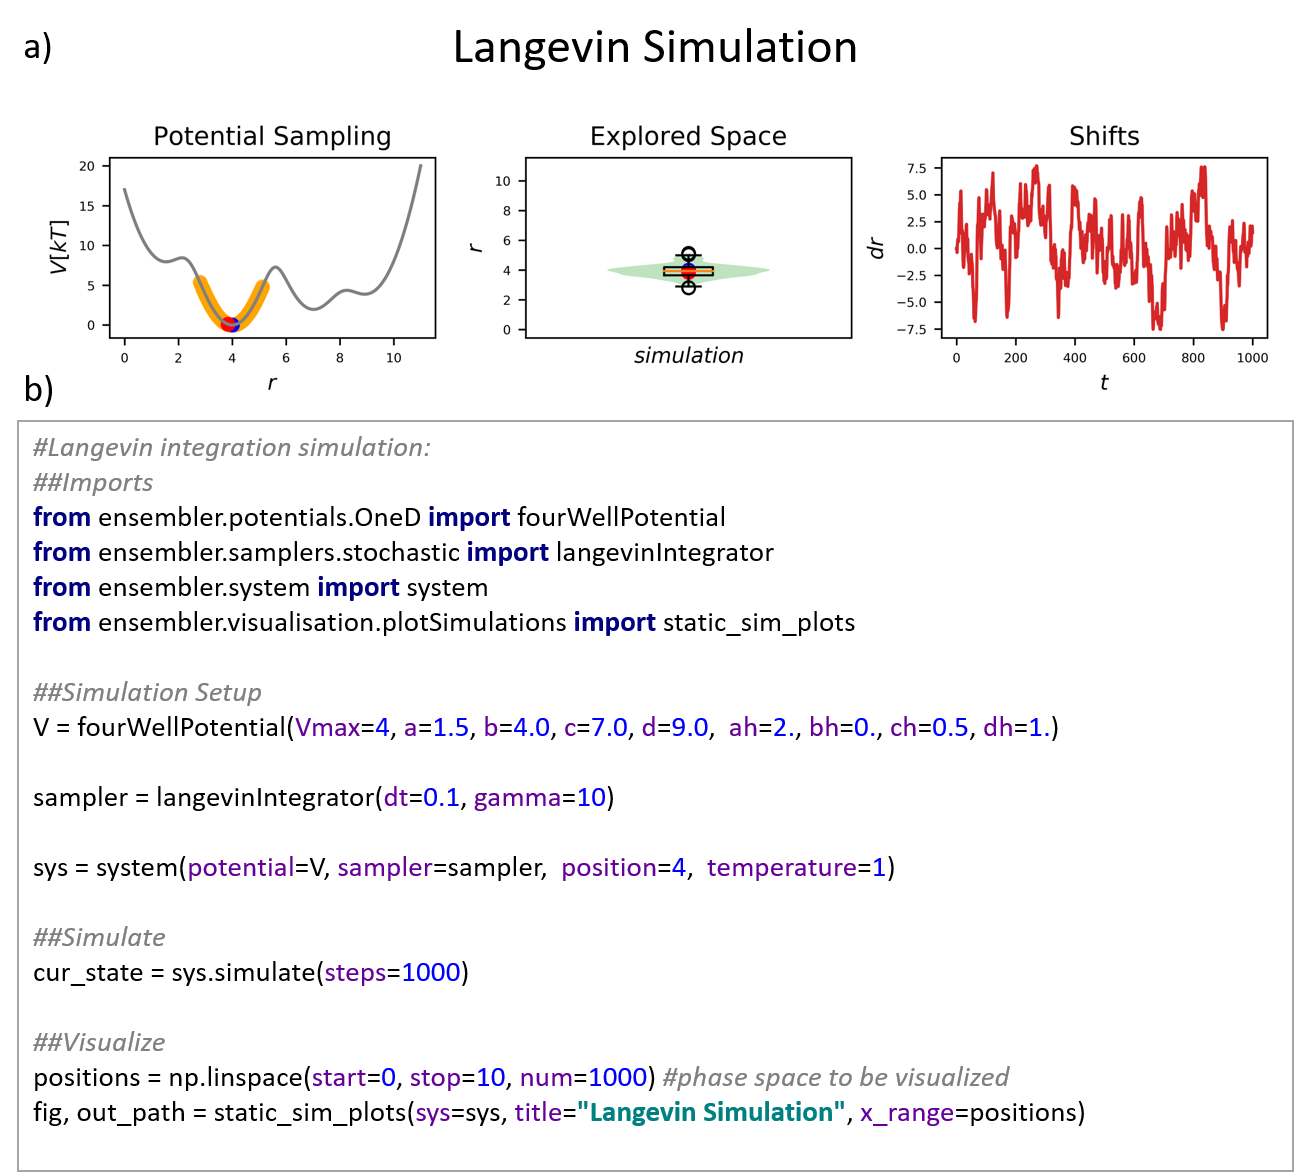 a)
Langevin Simulation
Potential Sampling
V[kT]
20
15
10
5
0
0 2 4 6 8 10
r
Explored Space
r
10
8
6
4
2
0
simulation
Shifts
dr
7.5
5.0
2.5
0.0
−2.5
−5.0
−7.5
0 200 400 600 800 1000
t
b)
#Langevin integration simulation:
##Imports
from ensembler.potentials.OneD import fourWellPotential
from ensembler.samplers.stochastic import langevinIntegrator
from ensembler.system import system
from ensembler.visualisation.plotSimulations import static_sim_plots
##Simulation Setup
V = fourWellPotential(Vmax=4, a=1.5, b=4.0, c=7.0, d=9.0,  ah=2., bh=0., ch=0.5, dh=1.)
sampler = langevinIntegrator(dt=0.1, gamma=10)
sys = system(potential=V, sampler=sampler,  position=4,  temperature=1)
##Simulate
cur_state = sys.simulate(steps=1000)
##Visualize
positions = np.linspace(start=0, stop=10, num=1000) #phase space to be visualized
fig, out_path = static_sim_plots(sys=sys, title="Langevin Simulation", x_range=positions)